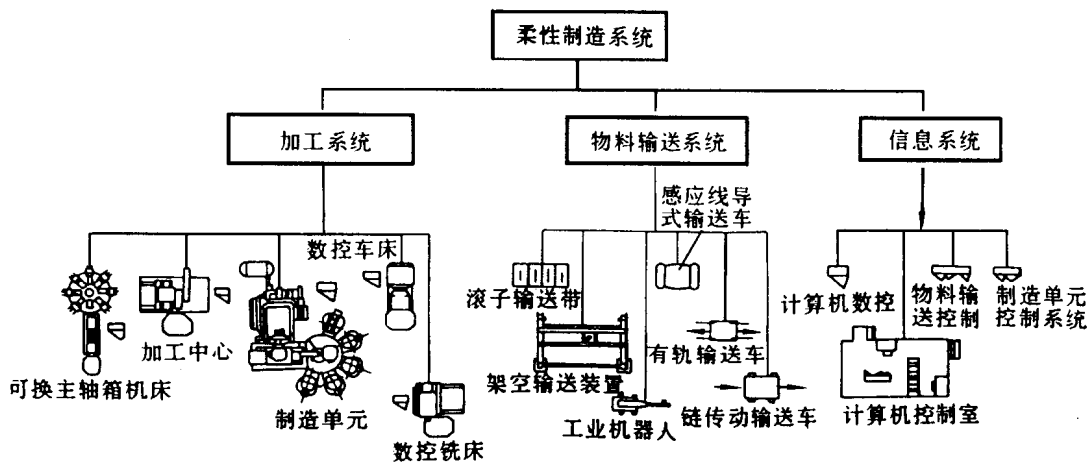 柔性制造系统
加工系统
物料输送系统
信息系统
感应线导
式输送车
数控车床
滚子输送带
计算机数控
物料输
送控制
制造单元
控制系统
加工中心
有轨输送车
可换主轴箱机床
架空输送装置
制造单元
工业机器人
链传动输送车
计算机控制室
数控铣床